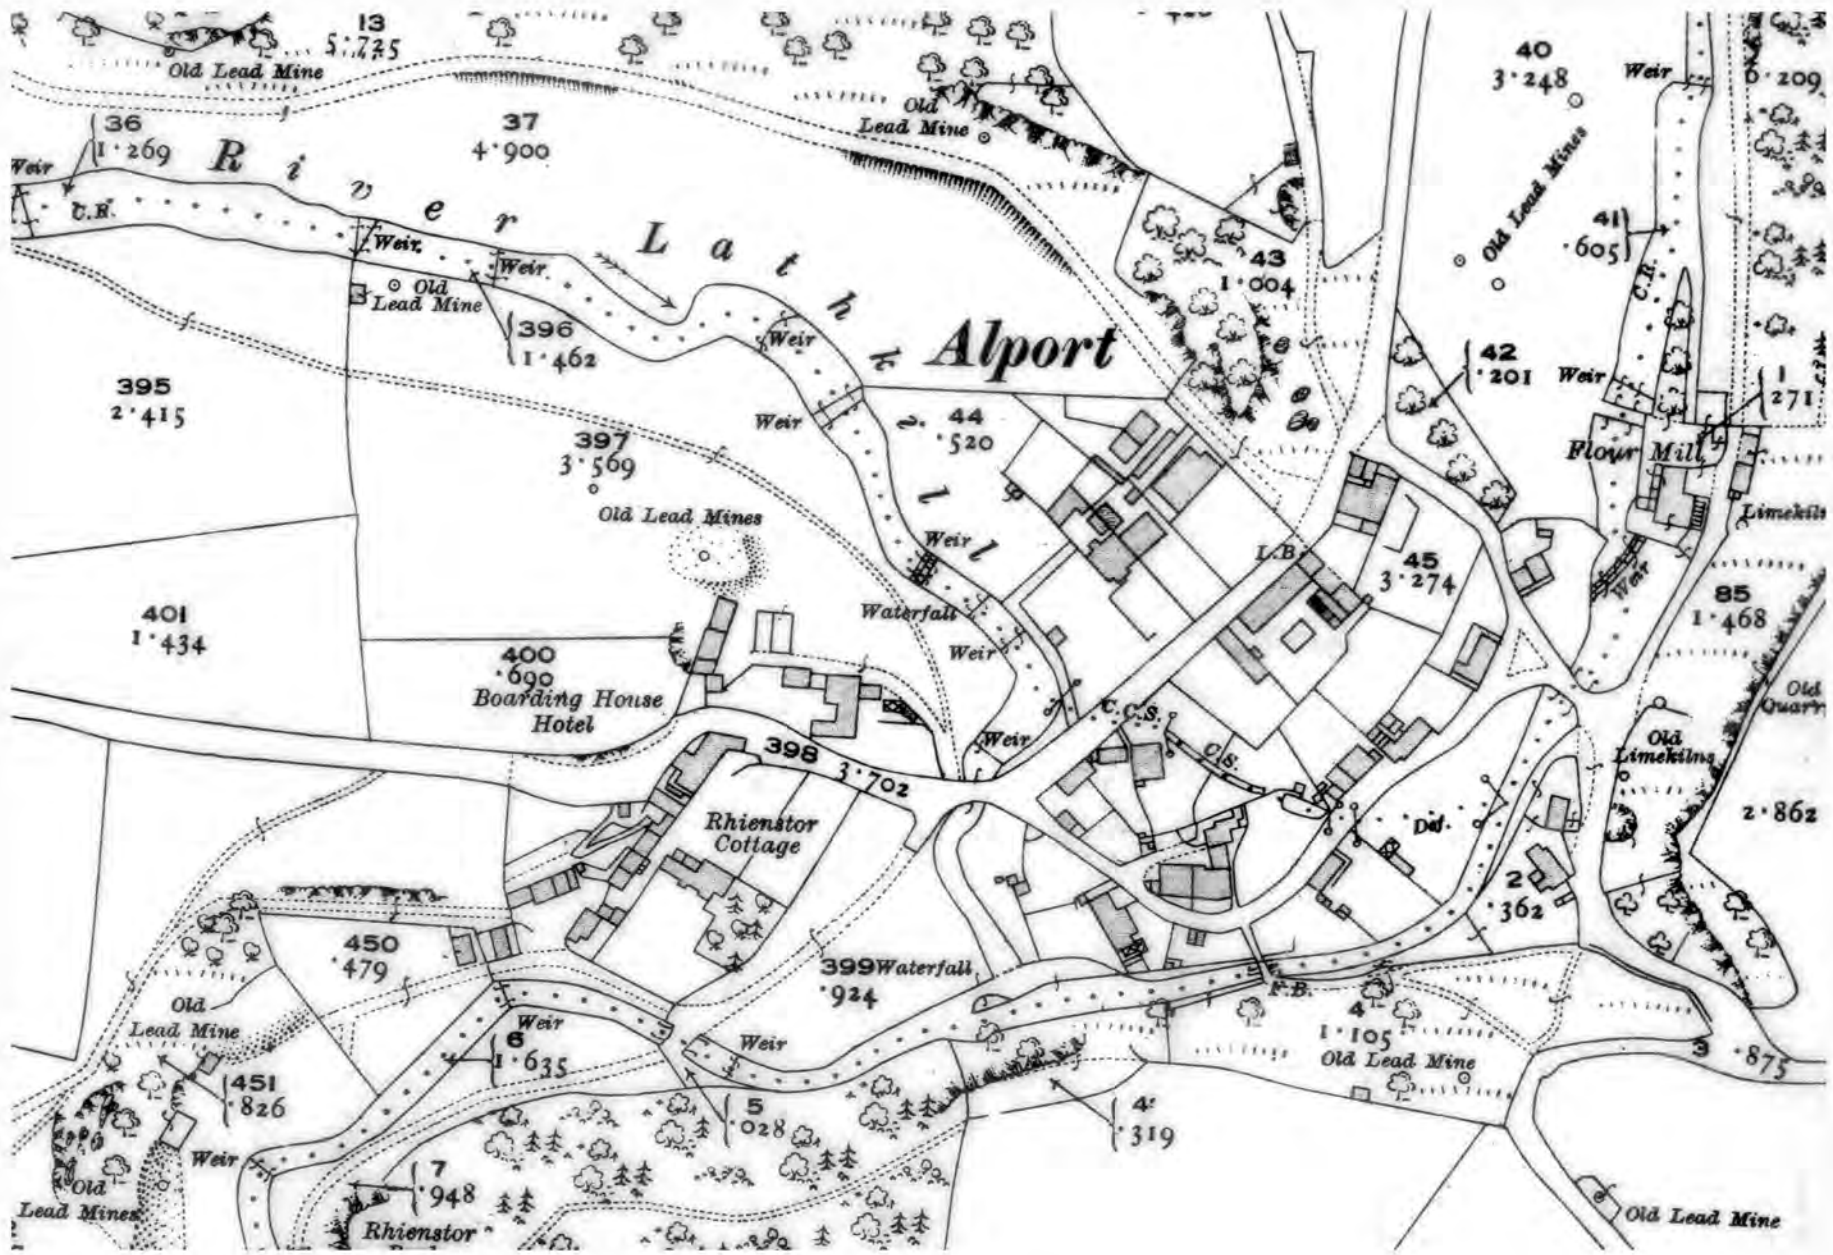 13
5·725
Old Lead Mine
40
3·248
Weir
·209
36
1·269
Weir
C.R.
37
4·900
Old
Lead Mine
Old Lead Mines
River Lathkill
Weir.
Weir.
Old
Lead Mine
396
1·462
Weir
Alport
43
1·004
41
·605
C.R.
42
·201
Weir
1
271
395
2·415
397
3·569
Old Lead Mines
Weir
44
·520
Flour Mill
Limekiln
Weir
L.B.
45
3·274
Weir
85
1·468
401
1·434
400
·690
Boarding House
Hotel
Waterfall
Weir
Old
Quarr
C.C.S.
C.S.
Weir
Old
Limekilns
398
3·702
Rhienstor
Cottage
2·862
2
·362
450
·479
399
·924
Waterfall
F.B.
4
1·105
Old Lead Mine
3
·875
Old
Lead Mine
Weir
6
1·635
Weir
451
·826
5
·028
4
·319
Weir
7
·948
Old
Lead Mines
Rhienstor
Old Lead Mine